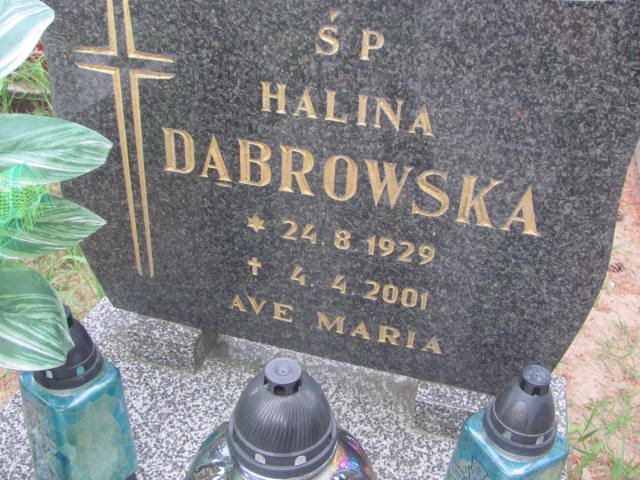 ŚP
HALINA
DĄBROWSKA
* 24.8.1929
✝ 4.4.2001
AVE MARIA